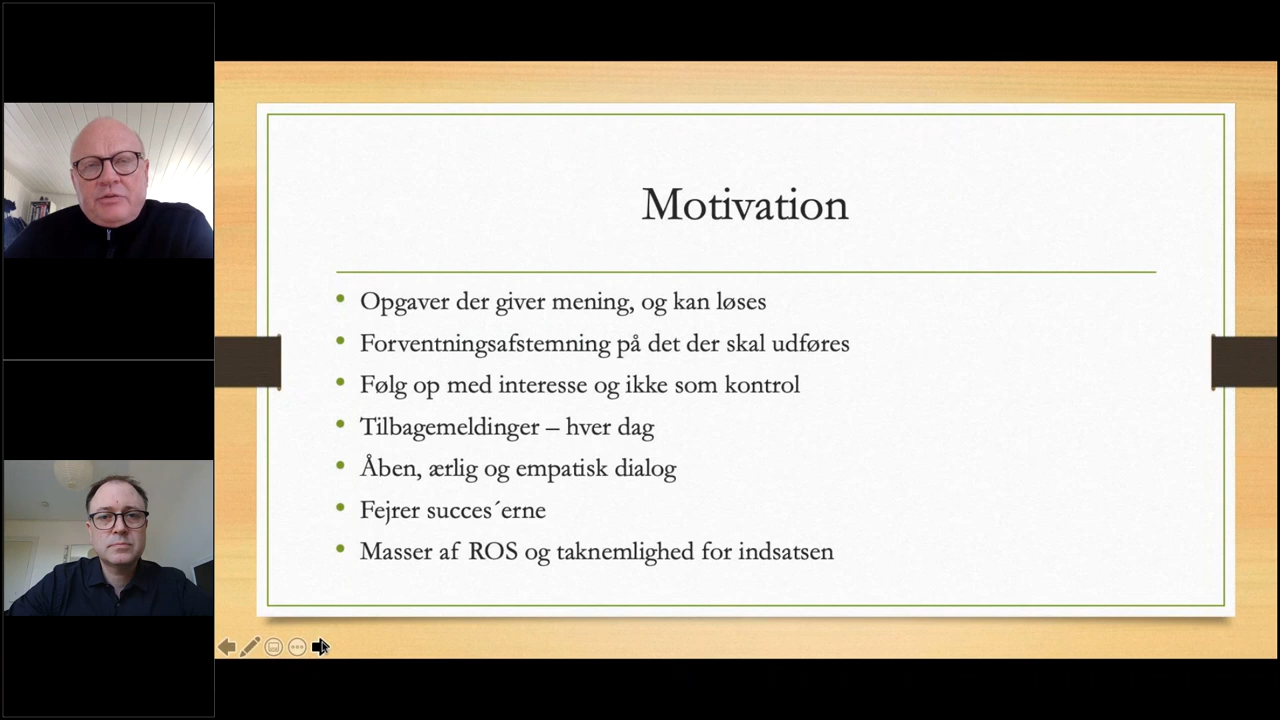 Motivation
Opgaver der giver mening, og kan løses
Forventningsafstemning på det der skal udføres
Følg op med interesse og ikke som kontrol
Tilbagemeldinger – hver dag
Åben, ærlig og empatisk dialog
Fejrer succes´erne
Masser af ROS og taknemlighed for indsatsen